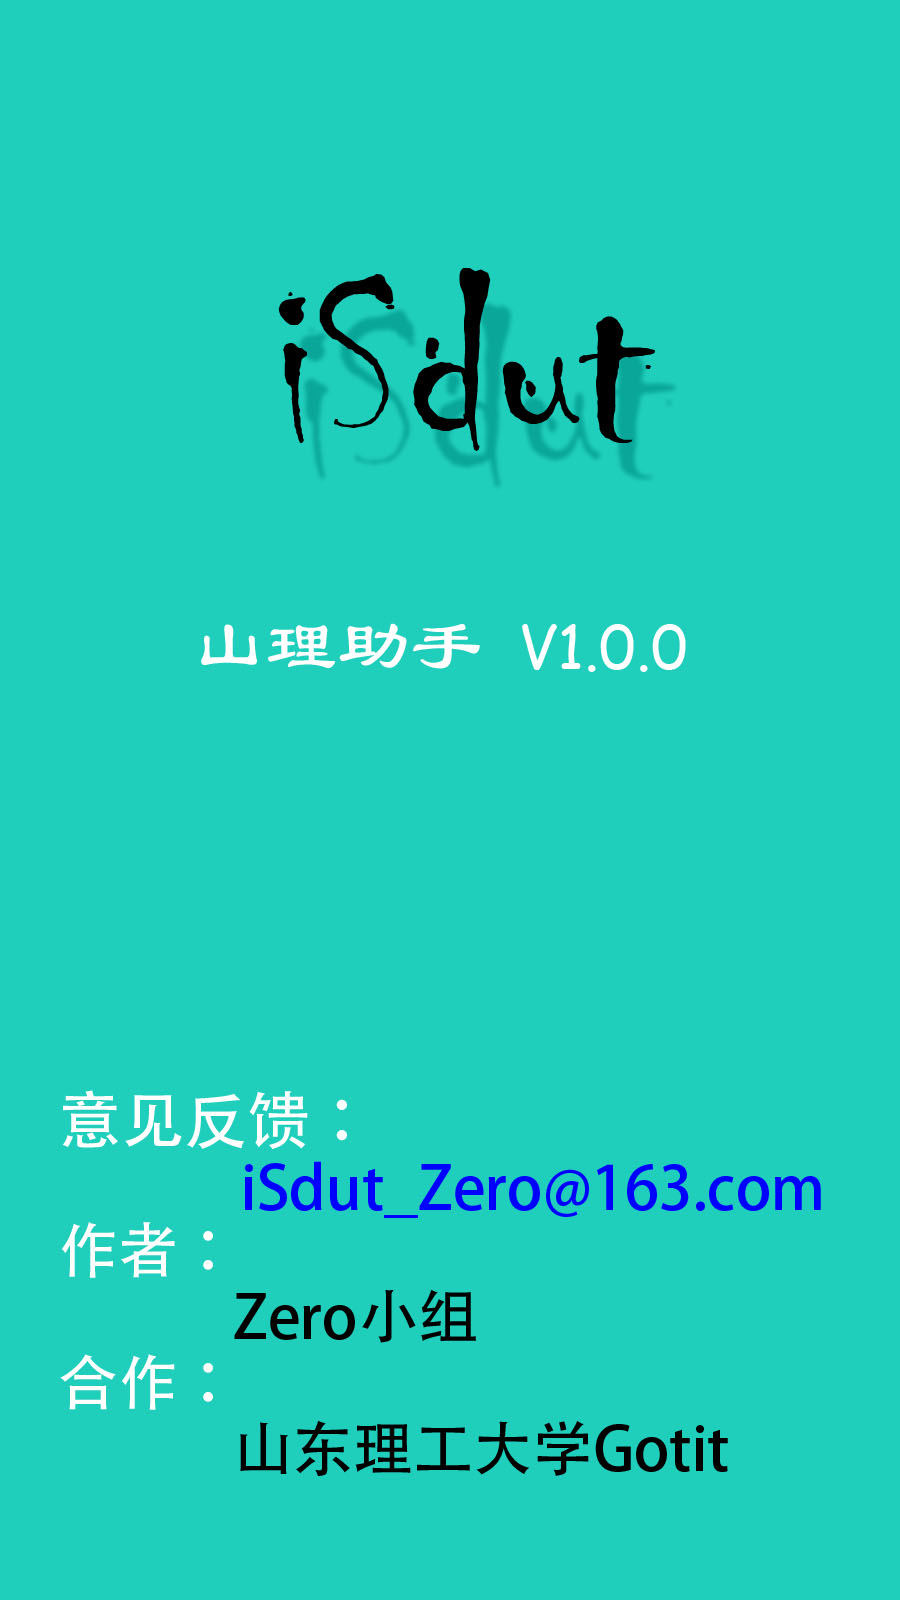 iSdut
山理助手 V1.0.0
意见反馈：
iSdut_Zero@163.com
作者：
Zero小组
合作：
山东理工大学Gotit